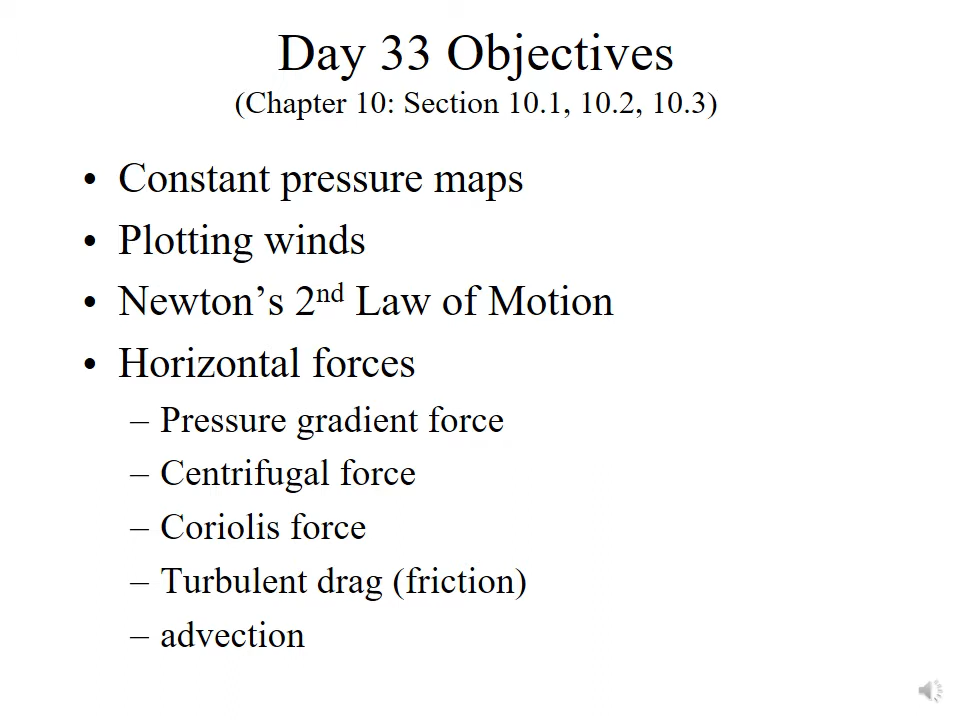 Day 33 Objectives
(Chapter 10: Section 10.1, 10.2, 10.3)
• Constant pressure maps
• Plotting winds
• Newton’s 2nd Law of Motion
• Horizontal forces
– Pressure gradient force
– Centrifugal force
– Coriolis force
– Turbulent drag (friction)
– advection